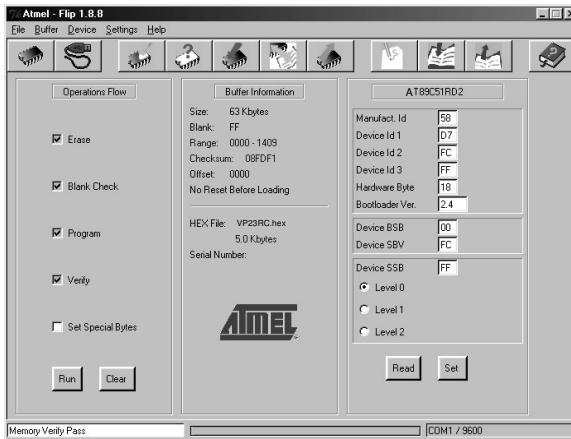 Atmel - Flip 1.8.8
File Buffer Device Settings Help
Operations Flow
Erase
Blank Check
Program
Verify
Set Special Bytes
Run Clear
Buffer Information
Size: 63 Kbytes
Blank: FF
Range: 0000 - 1409
Checksum: 08FDF1
Offset: 0000
No Reset Before Loading
HEX File: VP23RC.hex
5.0 Kbytes
Serial Number:
ATMEL
AT89C51RD2
Manufact. Id 58
Device Id 1 D7
Device Id 2 FC
Device Id 3 FF
Hardware Byte 18
Bootloader Ver. 2.4
Device BSB 00
Device SBV FC
Device SSB FF
Level 0
Level 1
Level 2
Read Set
Memory Verify Pass
COM1 / 9600